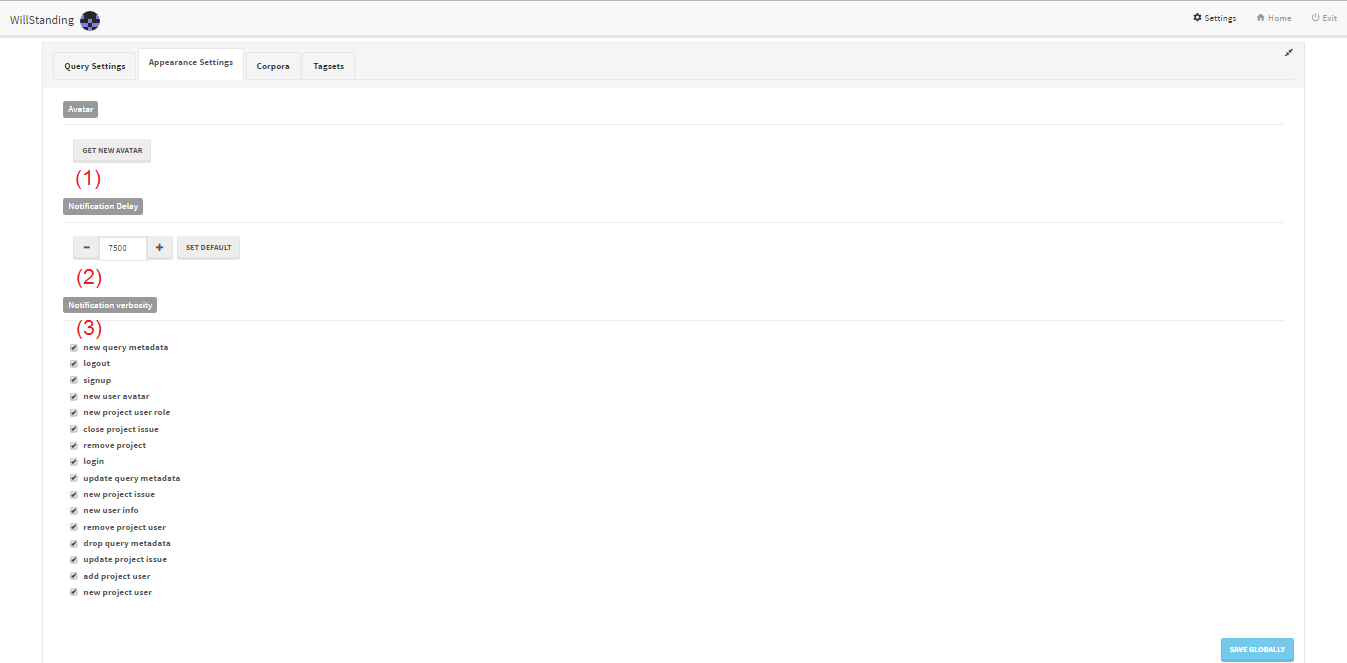 WillStanding Settings Home Exit
Query Settings Appearance Settings Corpora Tagsets
Avatar
GET NEW AVATAR
(1)
Notification Delay
− 7500 + SET DEFAULT
(2)
Notification verbosity
(3)
new query metadata
logout
signup
new user avatar
new project user role
close project issue
remove project
login
update query metadata
new project issue
new user info
remove project user
drop query metadata
update project issue
add project user
new project user
SAVE GLOBALLY